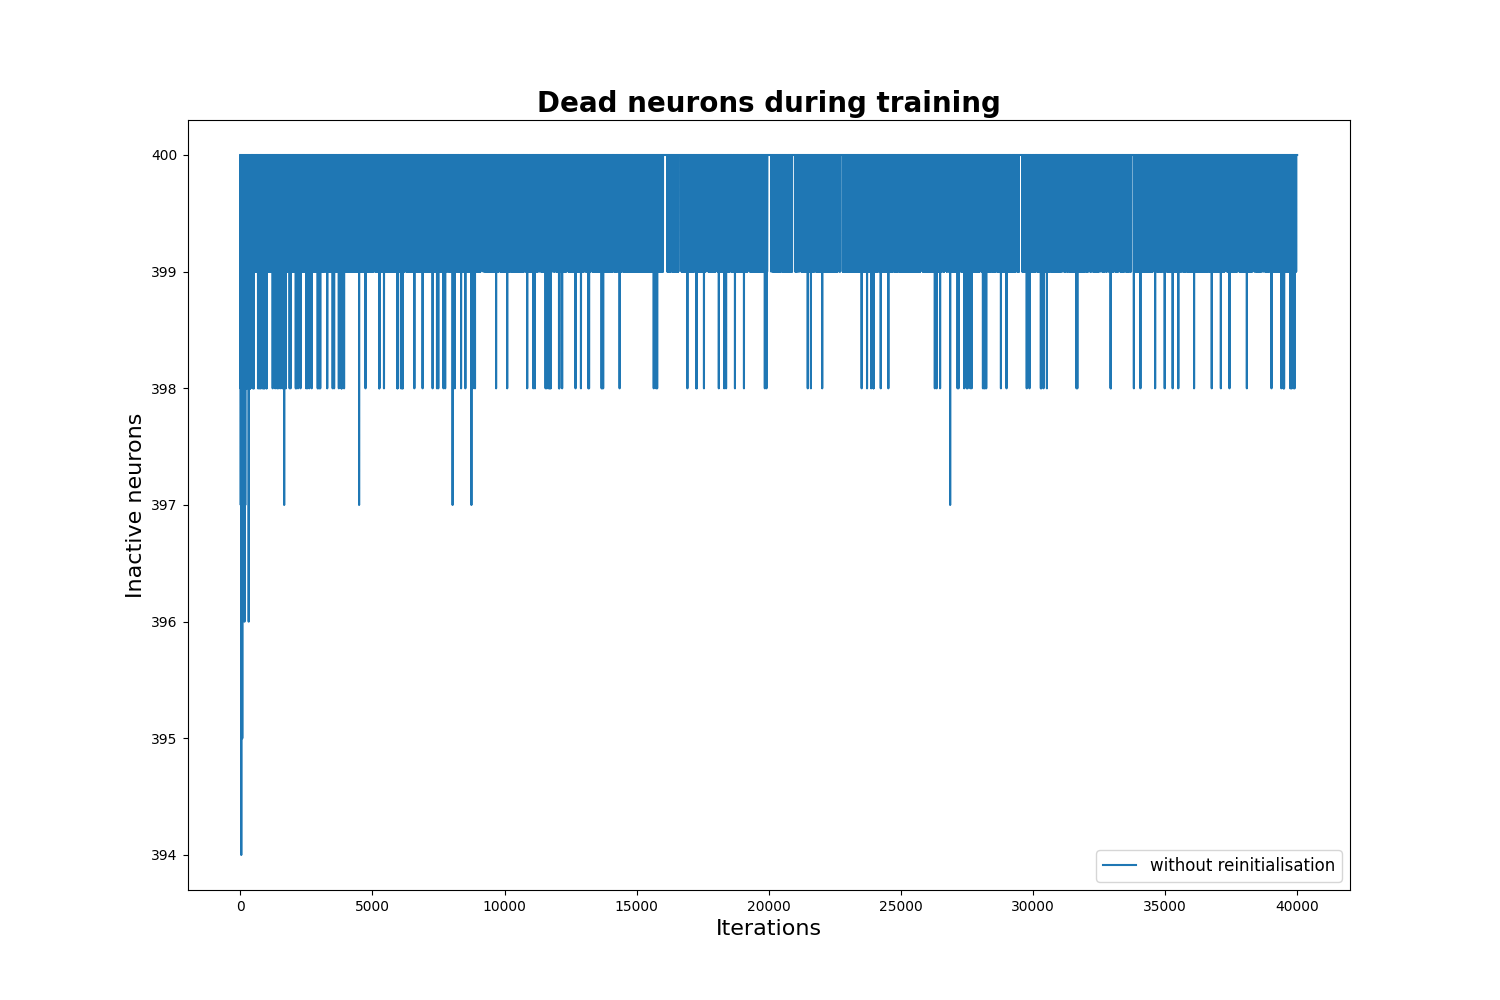 Dead neurons during training
Inactive neurons
400
399
398
397
396
395
394
without reinitialisation
0 5000 10000 15000 20000 25000 30000 35000 40000
Iterations